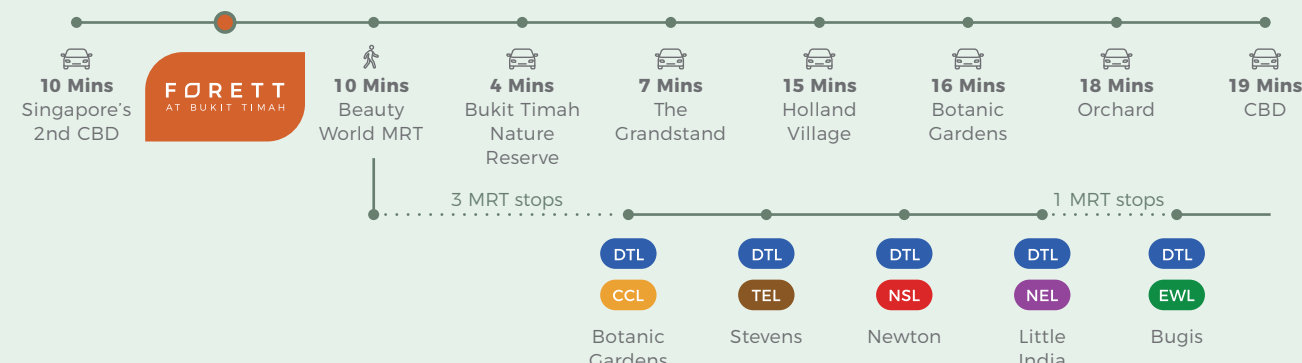 10 Mins
Singapore's
2nd CBD
FORETT
AT BUKIT TIMAH
10 Mins
Beauty
World MRT
4 Mins
Bukit Timah
Nature
Reserve
7 Mins
The
Grandstand
15 Mins
Holland
Village
16 Mins
Botanic
Gardens
18 Mins
Orchard
19 Mins
CBD
3 MRT stops
1 MRT stops
DTL
CCL
Botanic
Gardens
DTL
TEL
Stevens
DTL
NSL
Newton
DTL
NEL
Little
India
DTL
EWL
Bugis